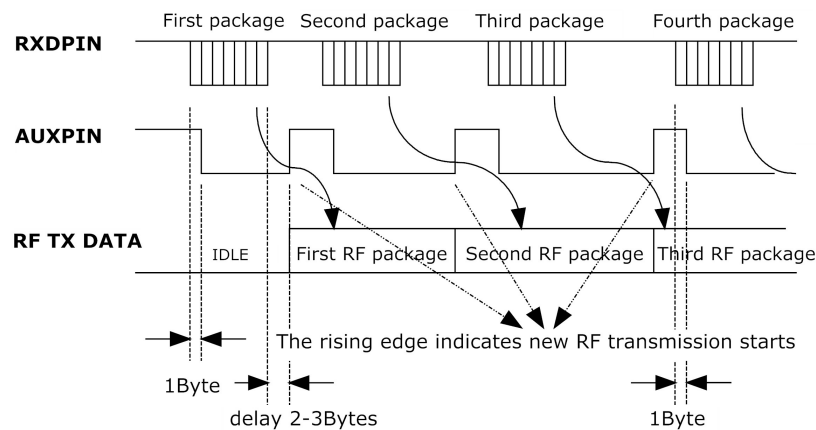 First package Second package Third package Fourth package
RXDPIN
AUXPIN
RF TX DATA
IDLE First RF package Second RF package Third RF package
The rising edge indicates new RF transmission starts
1Byte
delay 2-3Bytes
1Byte